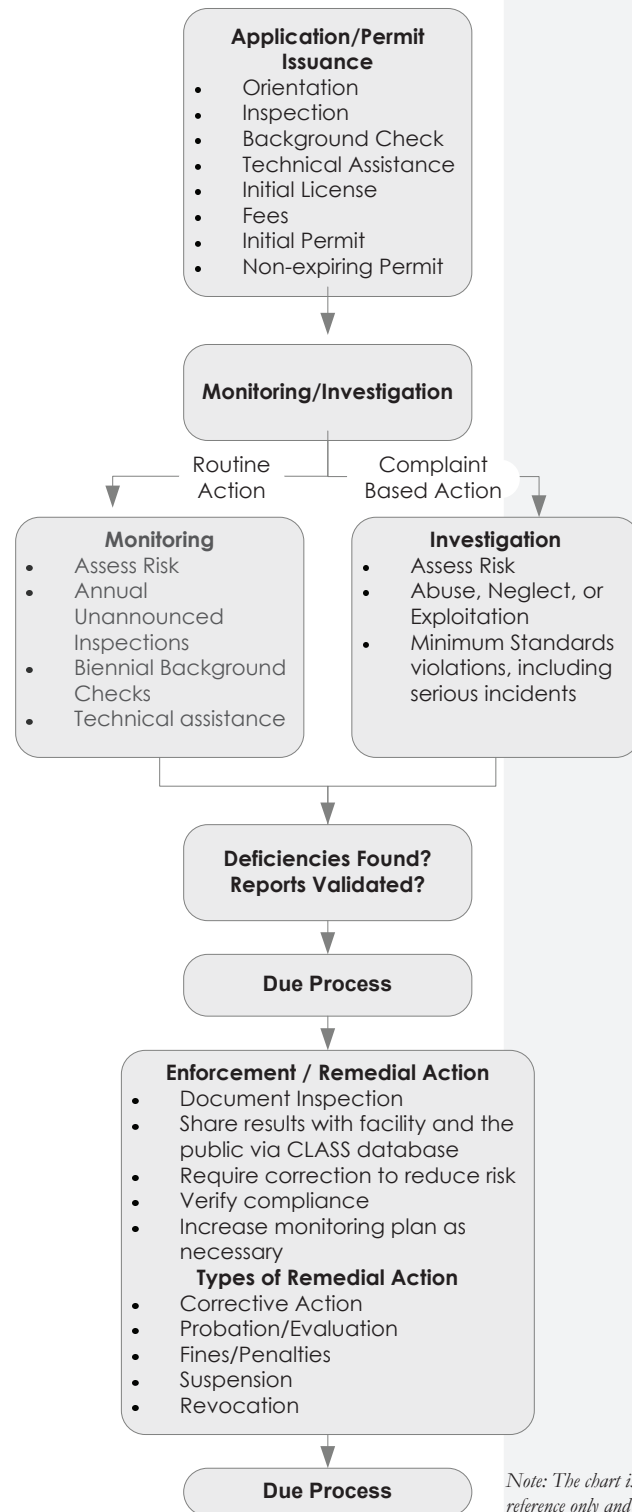 Application/Permit
Issuance
• Orientation
• Inspection
• Background Check
• Technical Assistance
• Initial License
• Fees
• Initial Permit
• Non-expiring Permit
Monitoring/Investigation
Routine
Action
Complaint
Based Action
Monitoring
• Assess Risk
• Annual
Unannounced
Inspections
• Biennial Background
Checks
• Technical assistance
Investigation
• Assess Risk
• Abuse, Neglect, or
Exploitation
• Minimum Standards
violations, including
serious incidents
Deficiencies Found?
Reports Validated?
Due Process
Enforcement / Remedial Action
• Document Inspection
• Share results with facility and the
public via CLASS database
• Require correction to reduce risk
• Verify compliance
• Increase monitoring plan as
necessary
Types of Remedial Action
• Corrective Action
• Probation/Evaluation
• Fines/Penalties
• Suspension
• Revocation
Due Process
Note: The chart
reference only and